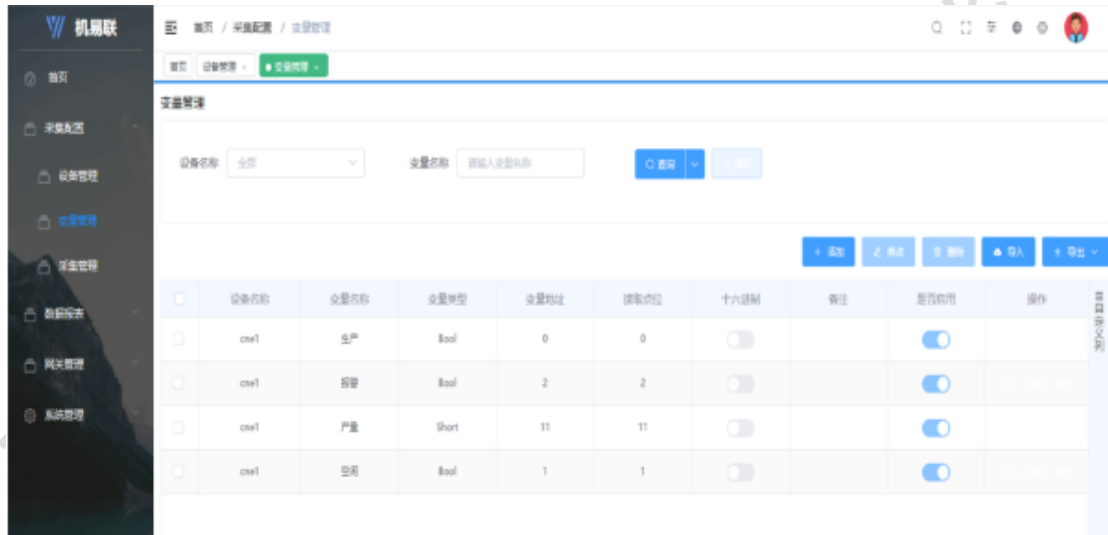 机易联
首页 / 采集配置 / 变量管理
首页 设备管理 × 变量管理 ×
首页
采集配置
设备管理
变量管理
采集管理
数据报表
网关管理
系统管理
变量管理
设备名称 全部 变量名称 请输入变量名称 查询
+ 添加 修改 删除 导入 导出
设备名称 变量名称 变量类型 变量地址 读取点位 十六进制 备注 是否启用 操作
cne1 生产 Bool 0 0
cne1 报警 Bool 2 2
cne1 产量 Short 11 11
cne1 空闲 Bool 1 1
自定义列